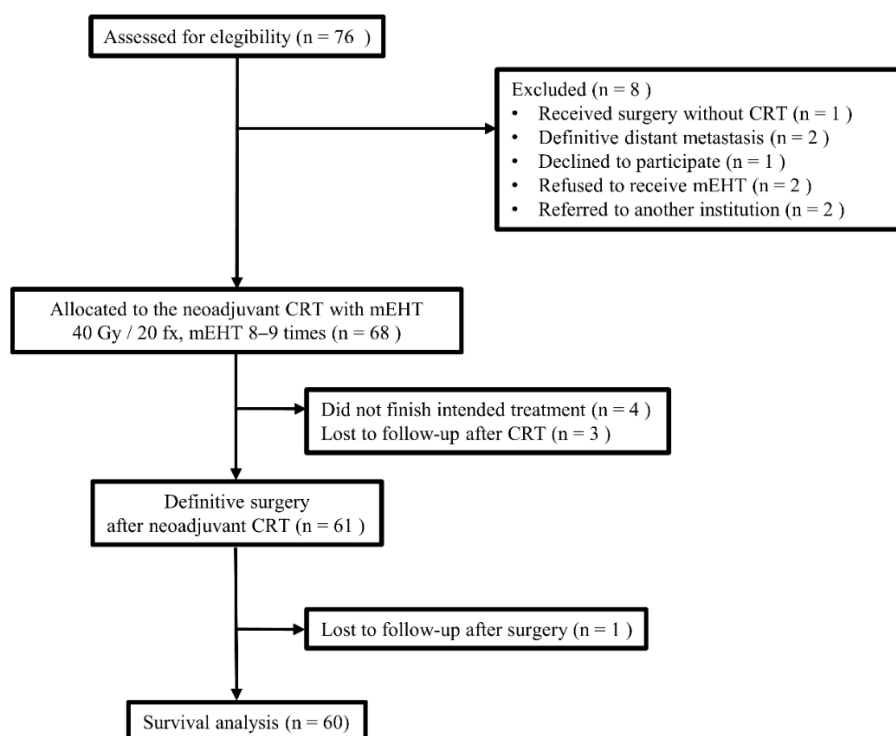 Assessed for elegibility (n = 76 )
Excluded (n = 8 )
• Received surgery without CRT (n = 1 )
• Definitive distant metastasis (n = 2 )
• Declined to participate (n = 1 )
• Refused to receive mEHT (n = 2 )
• Referred to another institution (n = 2 )
Allocated to the neoadjuvant CRT with mEHT
40 Gy / 20 fx, mEHT 8–9 times (n = 68 )
Did not finish intended treatment (n = 4 )
Lost to follow-up after CRT (n = 3 )
Definitive surgery
after neoadjuvant CRT (n = 61 )
Lost to follow-up after surgery (n = 1 )
Survival analysis (n = 60)